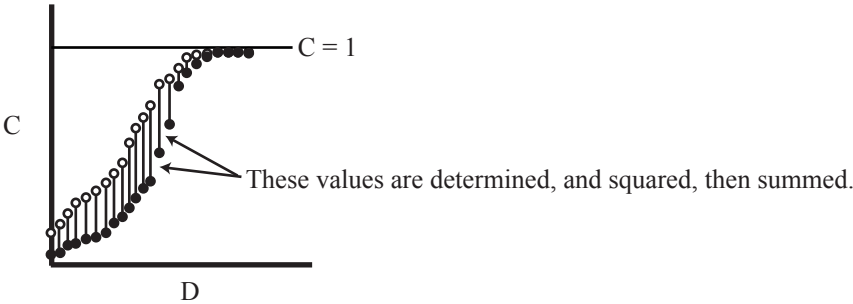 C = 1
C
These values are determined, and squared, then summed.
D